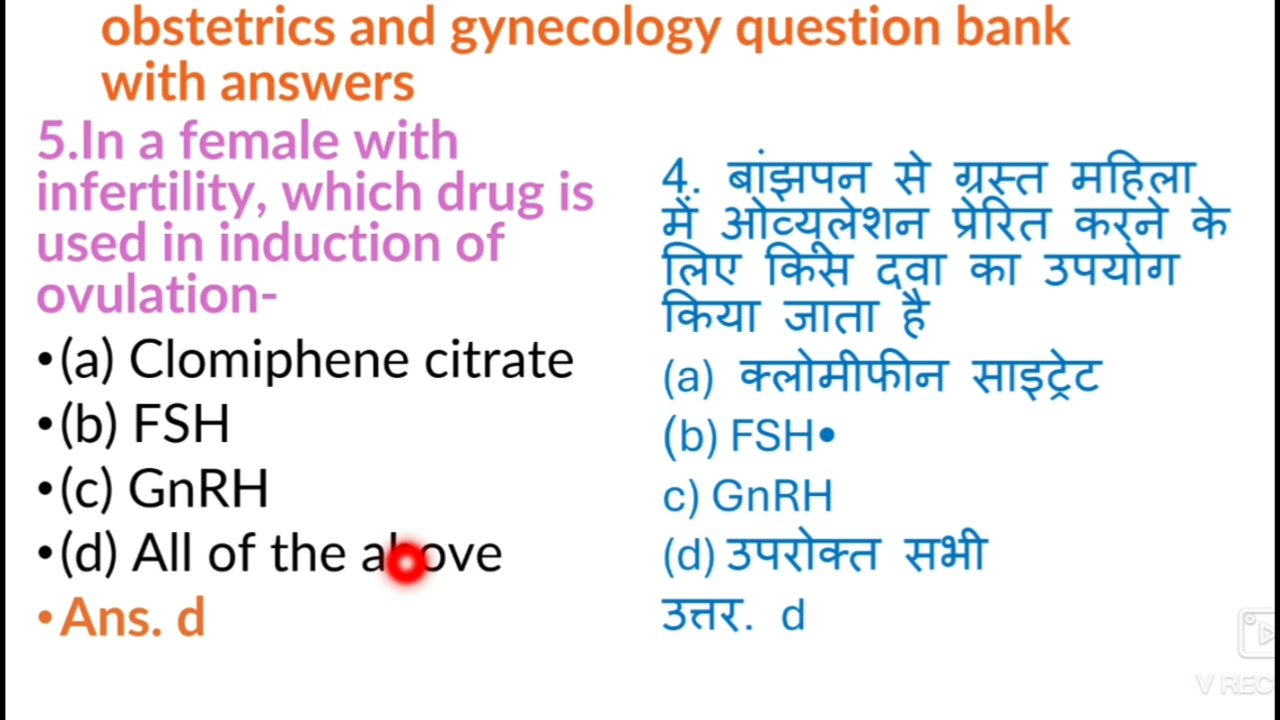 obstetrics and gynecology question bank
with answers
5.In a female with
infertility, which drug is
used in induction of
ovulation-
•(a) Clomiphene citrate
•(b) FSH
•(c) GnRH
•(d) All of the above
•Ans. d
4. बांझपन से ग्रस्त महिला
में ओव्यूलेशन प्रेरित करने के
लिए किस दवा का उपयोग
किया जाता है
(a) क्लोमीफीन साइट्रेट
(b) FSH•
c) GnRH
(d) उपरोक्त सभी
उत्तर. d
V REC